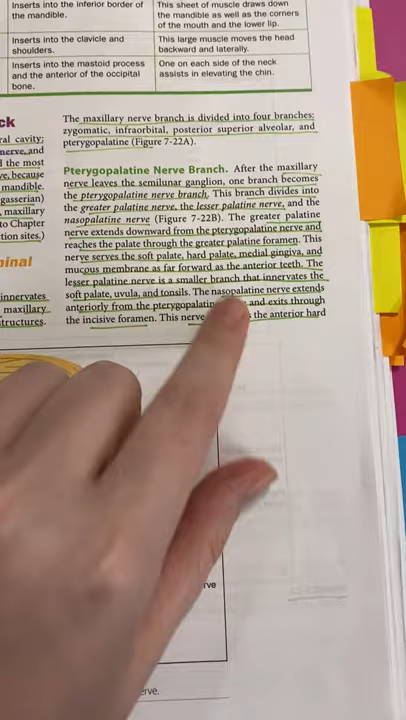 Inserts into the inferior border of
the mandible.
This sheet of muscle draws down
the mandible as well as the corners
of the mouth and the lower lip.
Inserts into the clavicle and
shoulders.
This large muscle moves the head
backward and laterally.
Inserts into the mastoid process
and the anterior of the occipital
bone.
One on each side of the neck
assists in elevating the chin.
ck
ral cavity;
nerve, and
the most
ve, because
mandible.
gasserian)
maxillary
to Chapter
tion sites.)
ninal
innervates
maxillary
structures.
The maxillary nerve branch is divided into four branches:
zygomatic, infraorbital, posterior superior alveolar, and
pterygopalatine (Figure 7-22A).
Pterygopalatine Nerve Branch. After the maxillary
nerve leaves the semilunar ganglion, one branch becomes
the pterygopalatine nerve branch. This branch divides into
the greater palatine nerve, the lesser palatine nerve, and the
nasopalatine nerve (Figure 7-22B). The greater palatine
nerve extends downward from the pterygopalatine nerve and
reaches the palate through the greater palatine foramen. This
nerve serves the soft palate, hard palate, medial gingiva, and
mucous membrane as far forward as the anterior teeth. The
lesser palatine nerve is a smaller branch that innervates the
soft palate, uvula, and tonsils. The nasopalatine nerve extends
anteriorly from the pterygopalatin and exits through
the incisive foramen. This nerve the anterior hard
rve
erve.